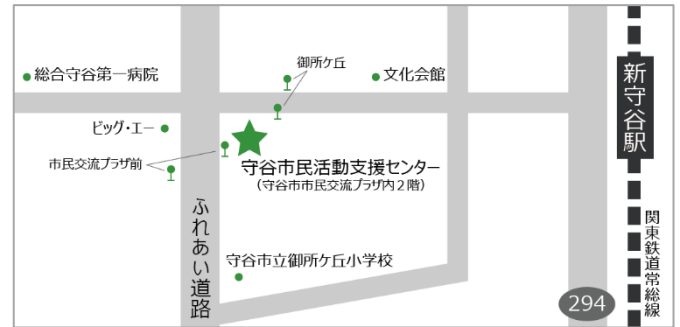 総合守谷第一病院
御所ケ丘
文化会館
新守谷駅
ビッグ・エー
市民交流プラザ前
守谷市民活動支援センター
（守谷市市民交流プラザ内２階）
ふれあい道路
守谷市立御所ケ丘小学校
関東鉄道常総線
294